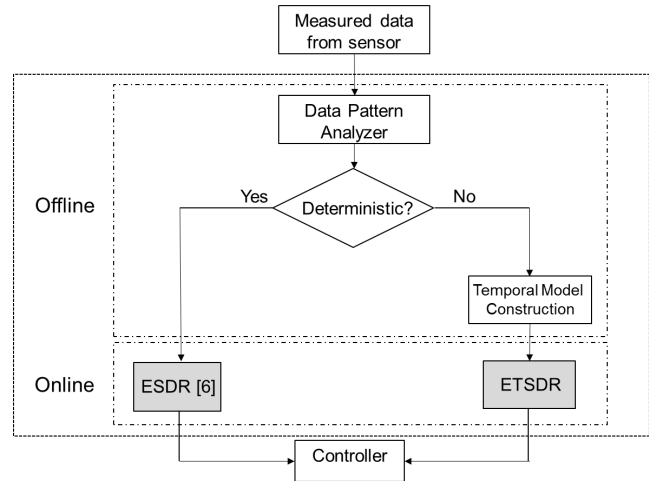 Measured data
from sensor
Data Pattern
Analyzer
Offline
Yes
Deterministic?
No
Temporal Model
Construction
Online
ESDR [6]
ETSDR
Controller